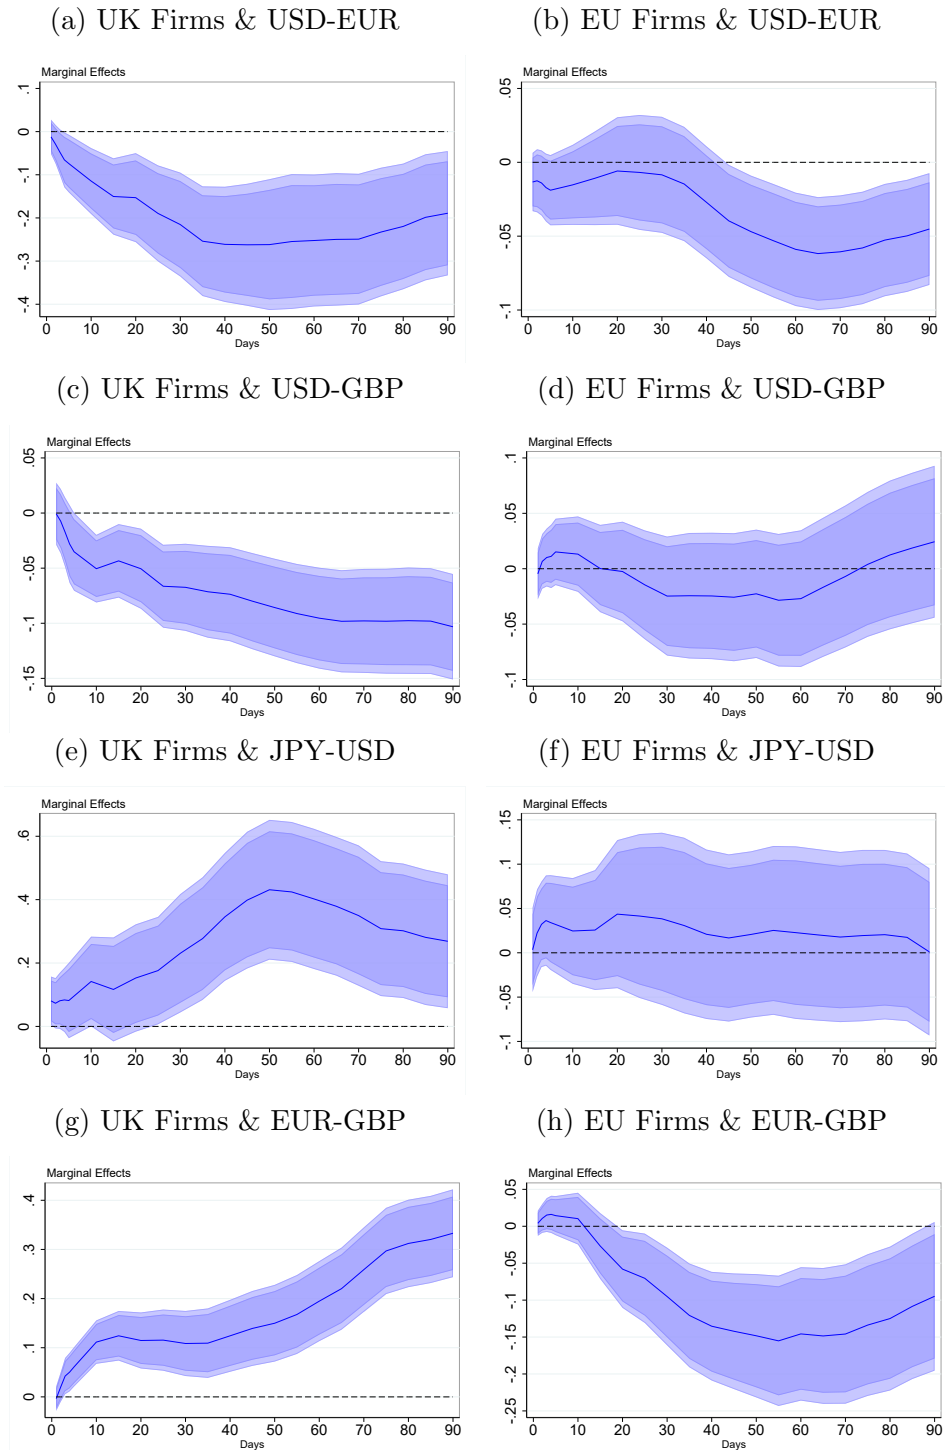 (a) UK Firms & USD-EUR
(b) EU Firms & USD-EUR
Marginal Effects
.1
0
-.1
-.2
-.3
-.4
0 10 20 30 40 50 60 70 80 90
Days
Marginal Effects
.05
0
-.05
-.1
0 10 20 30 40 50 60 70 80 90
Days
(c) UK Firms & USD-GBP
(d) EU Firms & USD-GBP
Marginal Effects
.05
0
-.05
-.1
-.15
0 10 20 30 40 50 60 70 80 90
Days
Marginal Effects
.1
.05
0
-.05
-.1
0 10 20 30 40 50 60 70 80 90
Days
(e) UK Firms & JPY-USD
(f) EU Firms & JPY-USD
Marginal Effects
.6
.4
.2
0
0 10 20 30 40 50 60 70 80 90
Days
Marginal Effects
.15
.1
.05
0
-.05
-.1
0 10 20 30 40 50 60 70 80 90
Days
(g) UK Firms & EUR-GBP
(h) EU Firms & EUR-GBP
Marginal Effects
.4
.3
.2
.1
0
0 10 20 30 40 50 60 70 80 90
Days
Marginal Effects
.05
0
-.05
-.1
-.15
-.2
-.25
0 10 20 30 40 50 60 70 80 90
Days